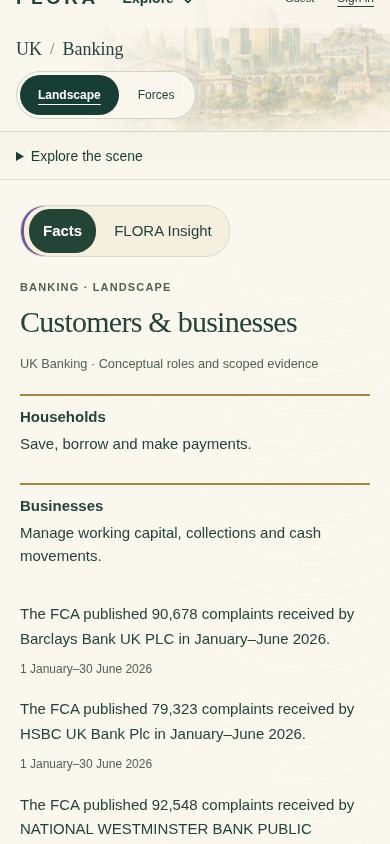 FLORA Explore Guest Sign in
UK / Banking
Landscape Forces
Explore the scene
Facts FLORA Insight
BANKING · LANDSCAPE
Customers & businesses
UK Banking · Conceptual roles and scoped evidence
Households
Save, borrow and make payments.
Businesses
Manage working capital, collections and cash
movements.
The FCA published 90,678 complaints received by
Barclays Bank UK PLC in January–June 2026.
1 January–30 June 2026
The FCA published 79,323 complaints received by
HSBC UK Bank Plc in January–June 2026.
1 January–30 June 2026
The FCA published 92,548 complaints received by
NATIONAL WESTMINSTER BANK PUBLIC